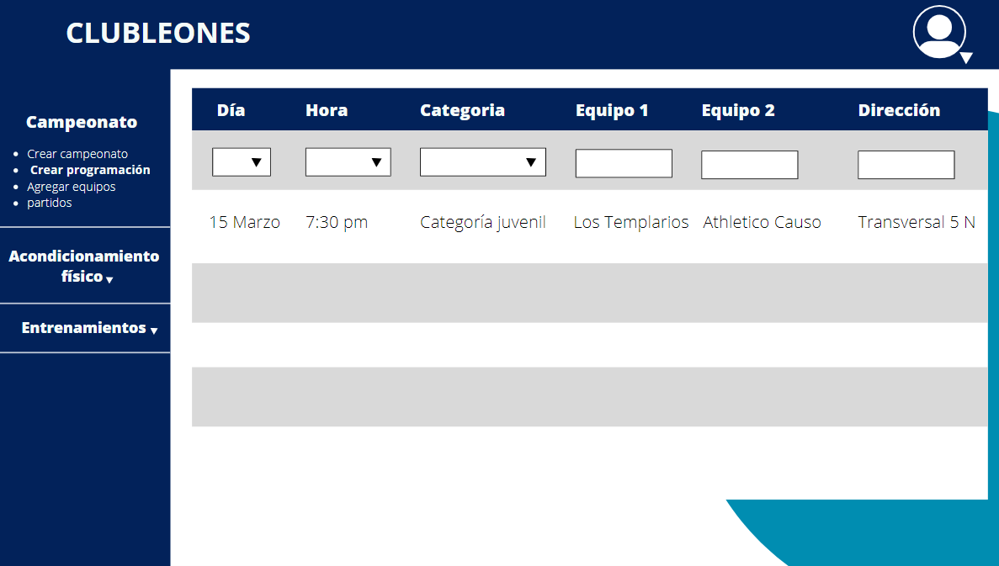 CLUBLEONES
Campeonato
Crear campeonato
Crear programación
Agregar equipos
partidos
Acondicionamiento
físico
Entrenamientos
Día Hora Categoria Equipo 1 Equipo 2 Dirección
15 Marzo 7:30 pm Categoría juvenil Los Templarios Athletico Causo Transversal 5 N